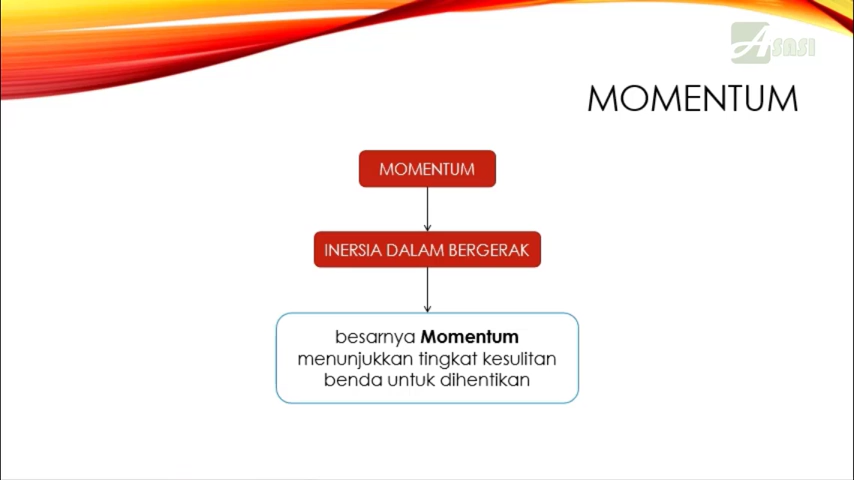 ASASI
MOMENTUM
MOMENTUM
INERSIA DALAM BERGERAK
besarnya Momentum
menunjukkan tingkat kesulitan
benda untuk dihentikan